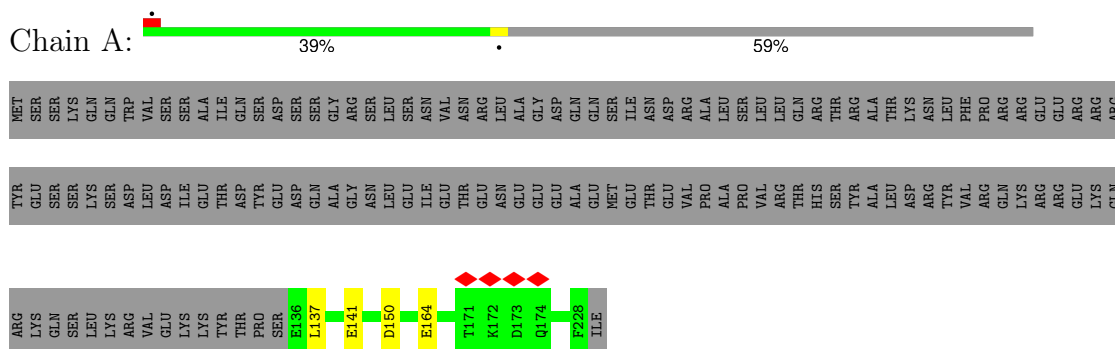 Chain A:
39%
59%
MET SER SER LYS GLN GLN TRP VAL SER SER ALA ILE GLN SER ASP SER SER GLY ARG SER LEU SER ASN VAL ASN ARG LEU ALA GLY ASP GLN GLN SER ILE ASN ASP ARG ALA LEU SER LEU LEU GLN ARG THR ARG ALA THR LYS ASN LEU PHE PRO ARG ARG GLU GLU ARG ARG ARG
TYR GLU SER SER LYS SER ASP LEU ASP ILE GLU THR ASP TYR GLU ASP GLN ALA GLY ASN LEU GLU ILE GLU THR GLU ASN GLU GLU GLU ALA GLU MET GLU THR GLU VAL PRO ALA PRO VAL ARG THR HIS SER TYR ALA LEU ASP ARG TYR VAL ARG GLN LYS ARG ARG GLU LYS GLN
ARG LYS GLN SER LEU LYS ARG VAL GLU LYS LYS TYR THR PRO SER E136 L137 E141 D150 E164 T171 K172 D173 Q174 F228 ILE